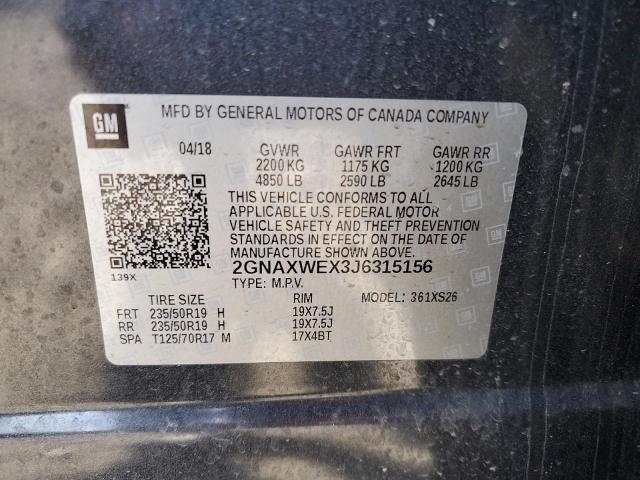 GM MFD BY GENERAL MOTORS OF CANADA COMPANY
04/18 GVWR GAWR FRT GAWR RR
2200 KG 1175 KG 1200 KG
4850 LB 2590 LB 2645 LB
THIS VEHICLE CONFORMS TO ALL
APPLICABLE U.S. FEDERAL MOTOR
VEHICLE SAFETY AND THEFT PREVENTION
STANDARDS IN EFFECT ON THE DATE OF
MANUFACTURE SHOWN ABOVE.
139X 2GNAXWEX3J6315156
TYPE: M.P.V.
TIRE SIZE RIM MODEL: 361XS26
FRT 235/50R19 H 19X7.5J
RR 235/50R19 H 19X7.5J
SPA T125/70R17 M 17X4BT